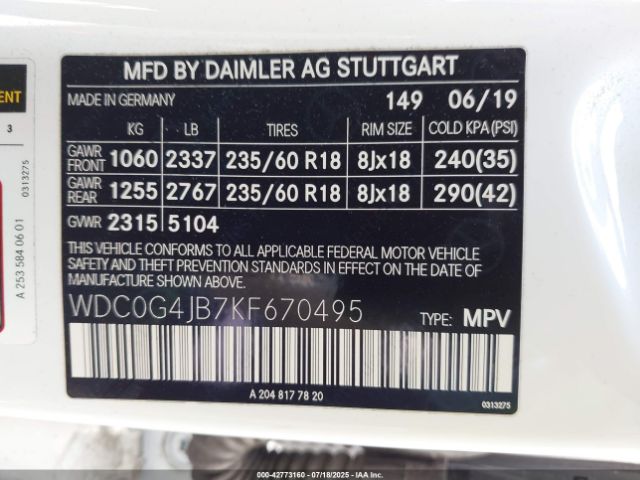 MFD BY DAIMLER AG STUTTGART
MADE IN GERMANY 149 06/19
KG LB TIRES RIM SIZE COLD KPA(PSI)
GAWR FRONT 1060 2337 235/60 R18 8Jx18 240(35)
GAWR REAR 1255 2767 235/60 R18 8Jx18 290(42)
GVWR 2315 5104
THIS VEHICLE CONFORMS TO ALL APPLICABLE FEDERAL MOTOR VEHICLE
SAFETY AND THEFT PREVENTION STANDARDS IN EFFECT ON THE DATE OF
MANUFACTURE SHOWN ABOVE.
WDC0G4JB7KF670495 TYPE: MPV
A 204 817 78 20
0313275
ENT
3
0313275
A 253 584 06 01
000-42773160 - 07/18/2025 - IAA Inc.